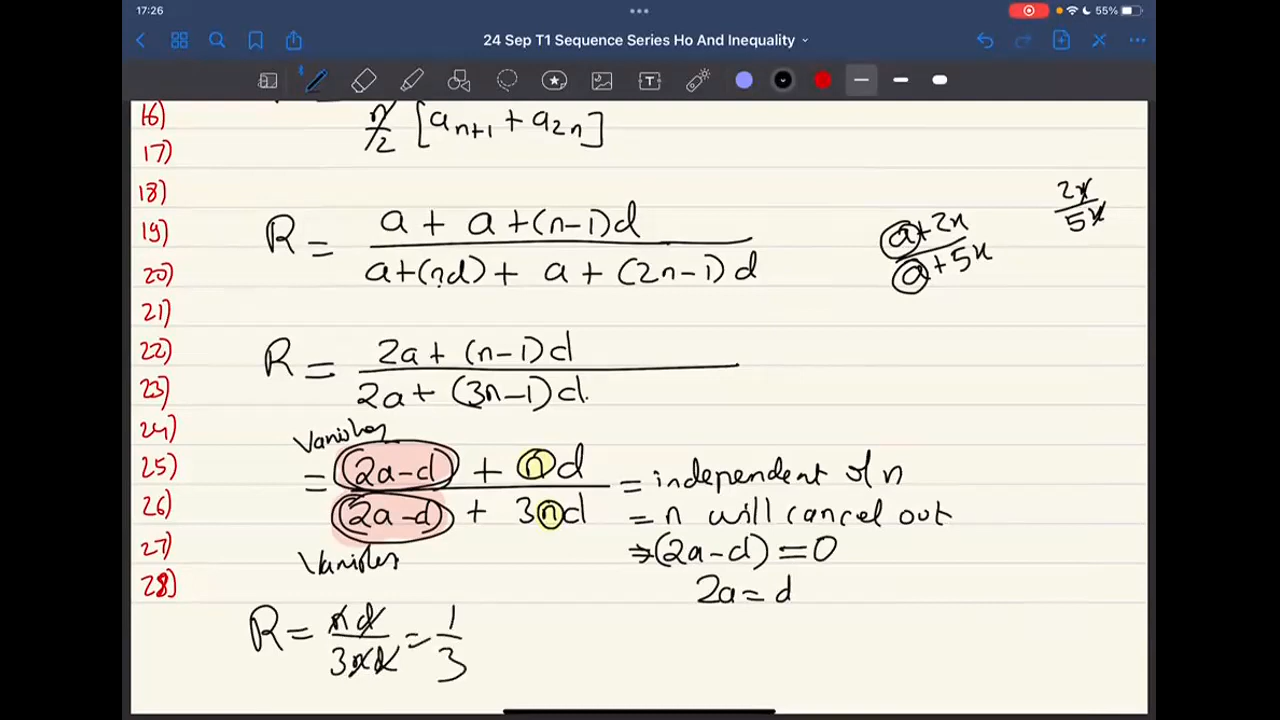 17:26
55%
24 Sep T1 Sequence Series Ho And Inequality
16)
n/2 [a_{n+1} + a_{2n}]
17)
18)
19)
20)
R = (a + a + (n-1)d) / (a + (nd) + a + (2n-1)d)
(a + 2x) / (a + 5x)
2x / 5x
21)
22)
23)
R = (2a + (n-1)d) / (2a + (3n-1)d.
24)
Vanishes
25)
26)
= ((2a-d) + nd) / ((2a-d) + 3nd)
= independent of n
= n will cancel out
27)
Vanishes
⇒ (2a-d) = 0
28)
2a = d
R = nd / 3nd = 1/3